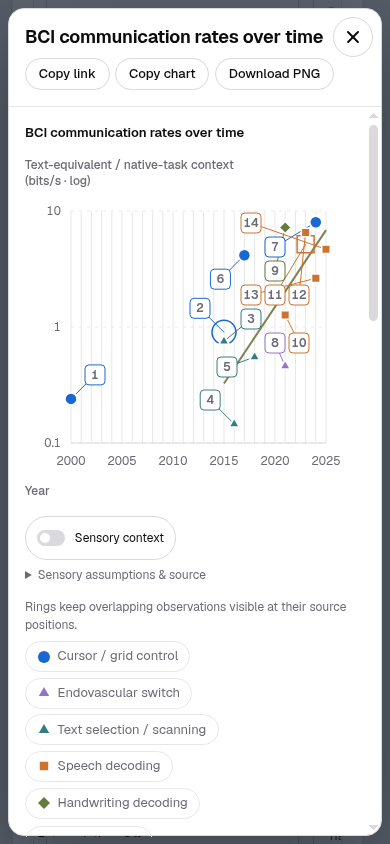 BCI communication rates over time
Copy link
Copy chart
Download PNG
BCI communication rates over time
Text-equivalent / native-task context
(bits/s · log)
10
1
0.1
14
7
6
9
13
11
12
2
3
8
10
5
1
4
2000
2005
2010
2015
2020
2025
Year
Sensory context
Sensory assumptions & source
Rings keep overlapping observations visible at their source
positions.
Cursor / grid control
Endovascular switch
Text selection / scanning
Speech decoding
Handwriting decoding